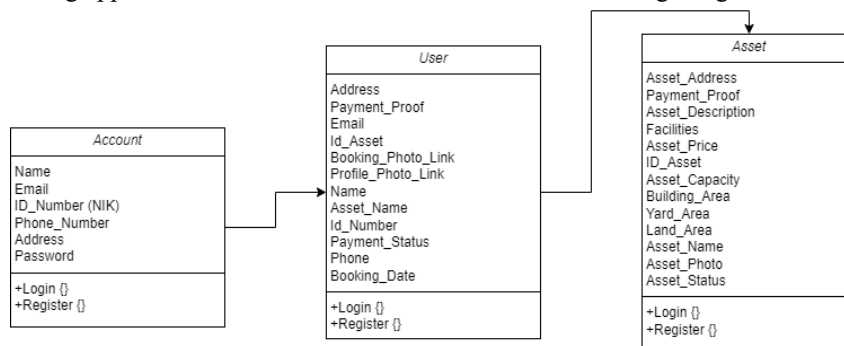 Account
Name
Email
ID_Number (NIK)
Phone_Number
Address
Password
+Login {}
+Register {}
User
Address
Payment_Proof
Email
Id_Asset
Booking_Photo_Link
Profile_Photo_Link
Name
Asset_Name
Id_Number
Payment_Status
Phone
Booking_Date
+Login {}
+Register {}
Asset
Asset_Address
Payment_Proof
Asset_Description
Facilities
Asset_Price
ID_Asset
Asset_Capacity
Building_Area
Yard_Area
Land_Area
Asset_Name
Asset_Photo
Asset_Status
+Login {}
+Register {}